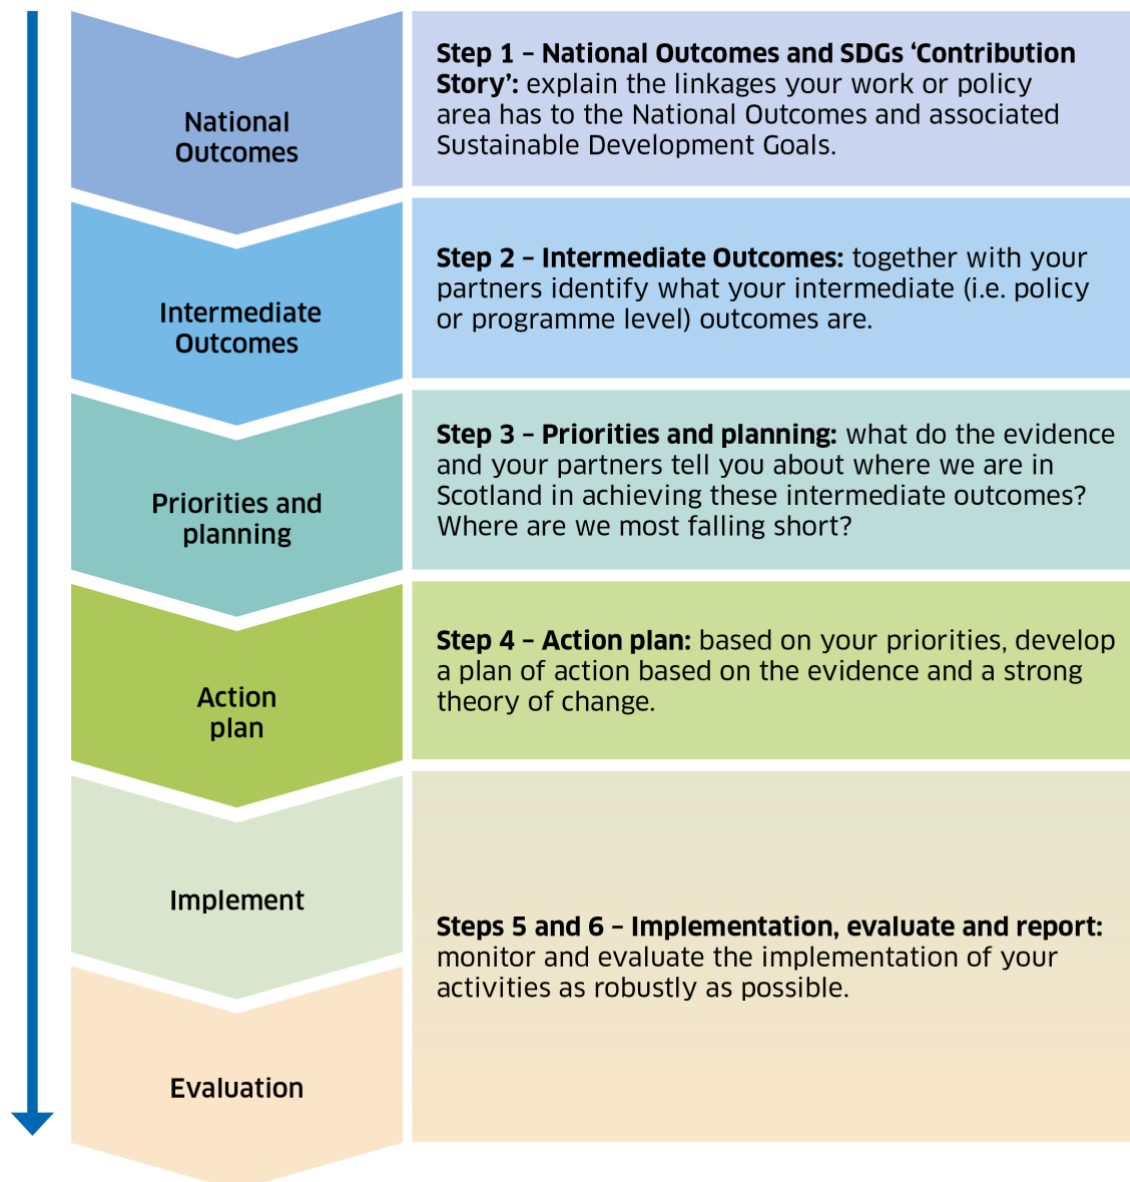 National
Outcomes
Step 1 – National Outcomes and SDGs ‘Contribution
Story’: explain the linkages your work or policy
area has to the National Outcomes and associated
Sustainable Development Goals.
Intermediate
Outcomes
Step 2 – Intermediate Outcomes: together with your
partners identify what your intermediate (i.e. policy
or programme level) outcomes are.
Priorities and
planning
Step 3 – Priorities and planning: what do the evidence
and your partners tell you about where we are in
Scotland in achieving these intermediate outcomes?
Where are we most falling short?
Action
plan
Step 4 – Action plan: based on your priorities, develop
a plan of action based on the evidence and a strong
theory of change.
Implement
Evaluation
Steps 5 and 6 – Implementation, evaluate and report:
monitor and evaluate the implementation of your
activities as robustly as possible.